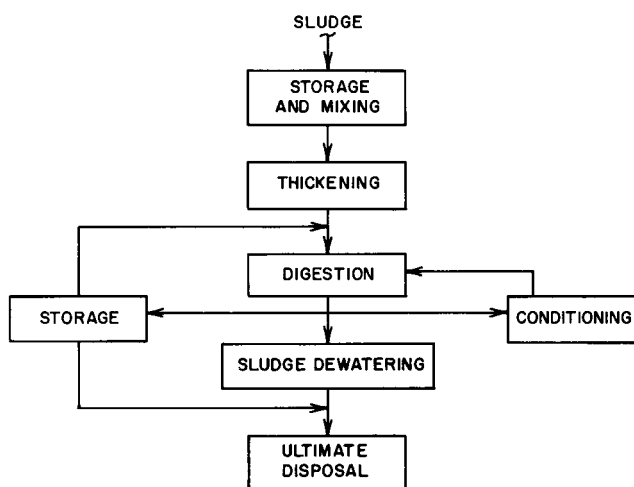 SLUDGE
STORAGE
AND MIXING
THICKENING
DIGESTION
STORAGE
CONDITIONING
SLUDGE DEWATERING
ULTIMATE
DISPOSAL